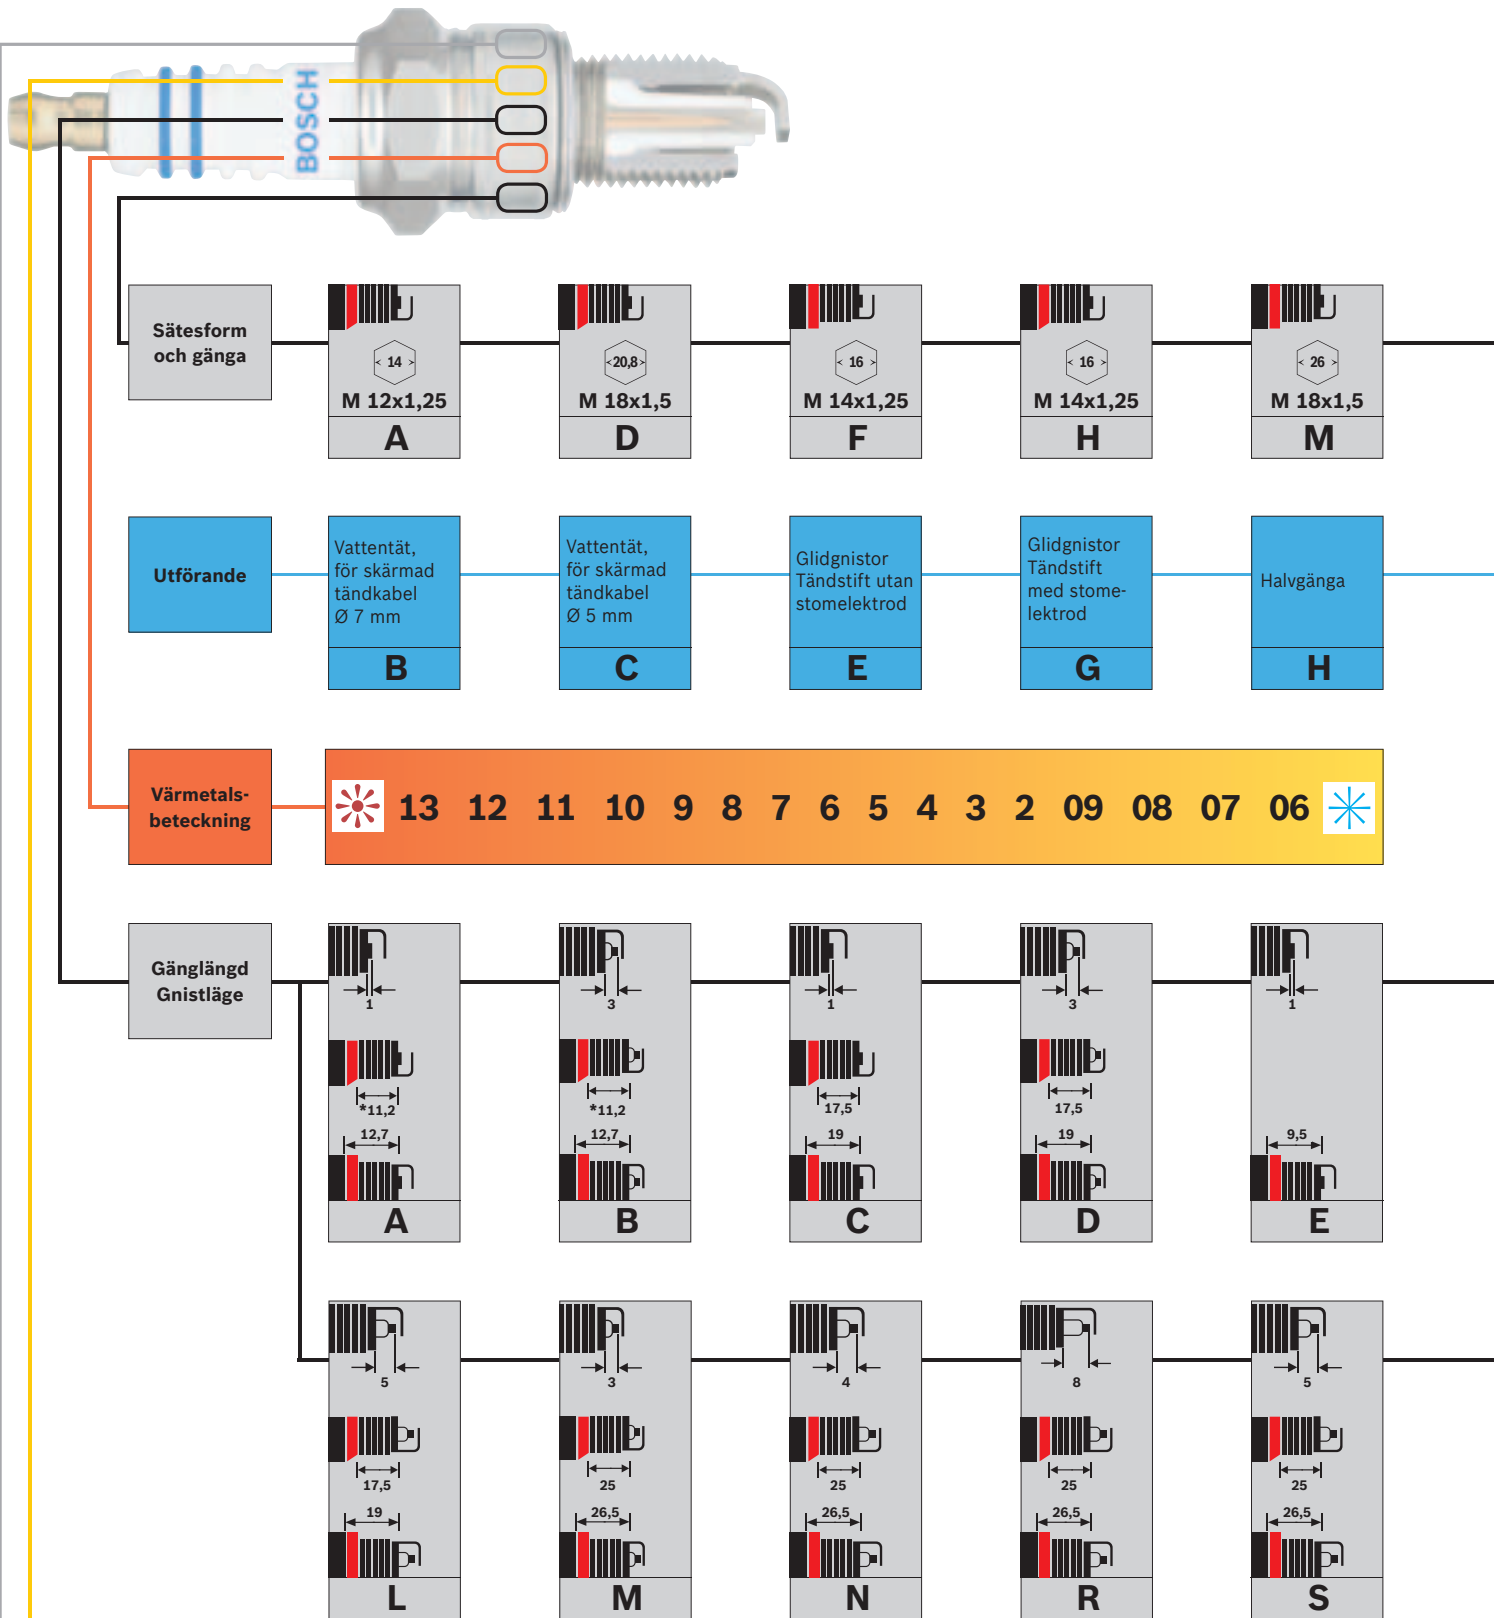 BOSCH
Sätesform
och gänga
14
M 12x1,25
A
20,8
M 18x1,5
D
16
M 14x1,25
F
16
M 14x1,25
H
26
M 18x1,5
M
Utförande
Vattentät,
för skärmad
tändkabel
Ø 7 mm
B
Vattentät,
för skärmad
tändkabel
Ø 5 mm
C
Glidgnistor
Tändstift utan
stomelektrod
E
Glidgnistor
Tändstift
med stome-
lektrod
G
Halvgänga
H
Värmetals-
beteckning
13 12 11 10 9 8 7 6 5 4 3 2 09 08 07 06
Gänglängd
Gnistläge
1
*11,2
12,7
A
3
*11,2
12,7
B
1
17,5
19
C
3
17,5
19
D
1
9,5
E
5
17,5
19
L
3
25
26,5
M
4
25
26,5
N
8
25
26,5
R
5
25
26,5
S